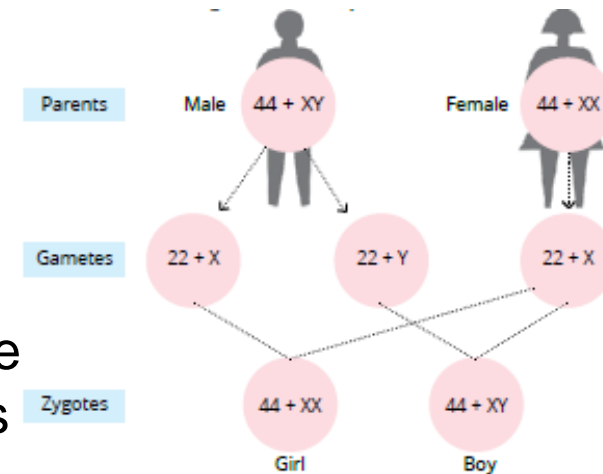 Parents Male 44 + XY Female 44 + XX
Gametes 22 + X 22 + Y 22 + X
Zygotes 44 + XX 44 + XY
Girl Boy